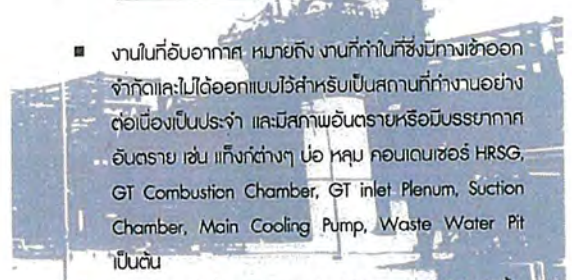 ▪ งานในที่อับอากาศ หมายถึง งานที่ทำในที่ซึ่งมีทางเข้าออก
จำกัดและไม่ได้ออกแบบไว้สำหรับเป็นสถานที่ทำงานอย่าง
ต่อเนื่องเป็นประจำ และมีสภาพอันตรายหรือมีบรรยากาศ
อันตราย เช่น แท็งก์ต่างๆ บ่อ หลุม คอนเดนเซอร์ HRSG,
GT Combustion Chamber, GT inlet Plenum, Suction
Chamber, Main Cooling Pump, Waste Water Pit
เป็นต้น